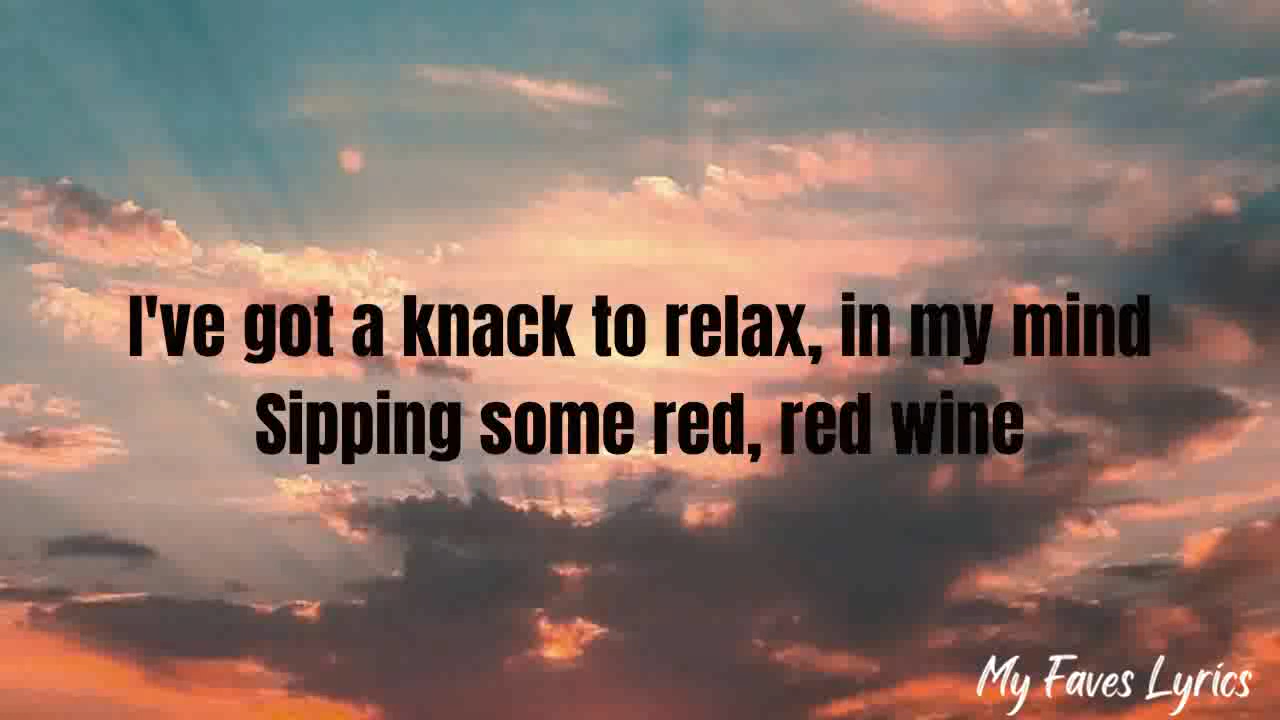 I've got a knack to relax, in my mind
Sipping some red, red wine
My Faves Lyrics